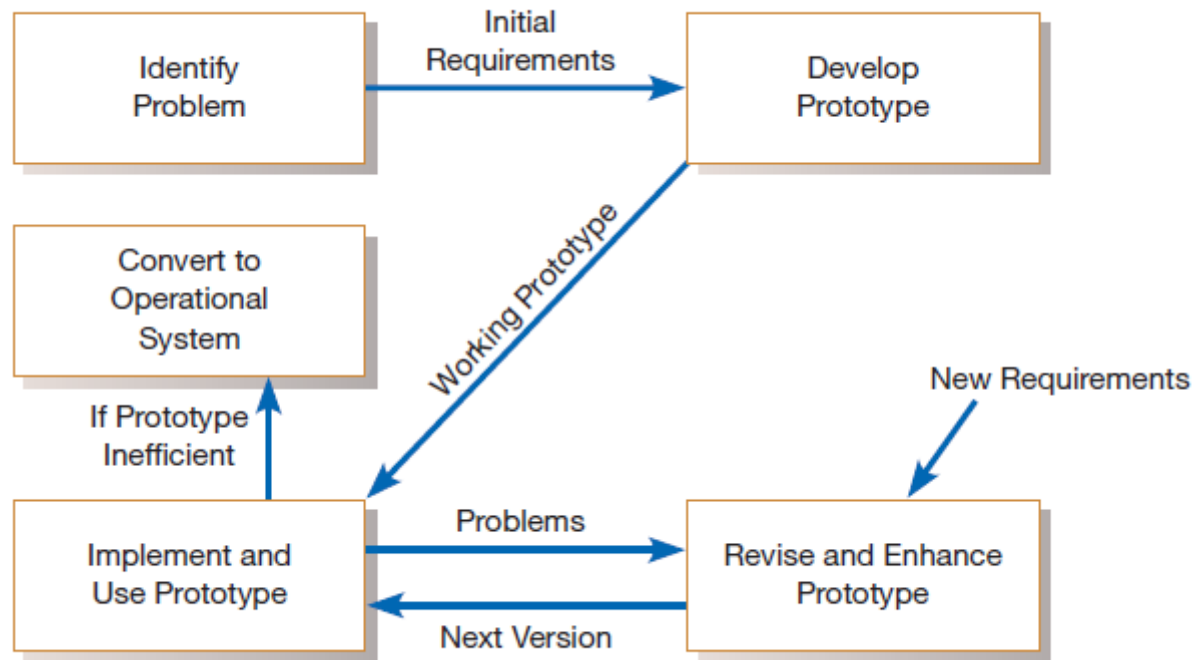 Identify
Problem
Initial
Requirements
Develop
Prototype
Convert to
Operational
System
Working Prototype
New Requirements
If Prototype
Inefficient
Implement and
Use Prototype
Problems
Next Version
Revise and Enhance
Prototype